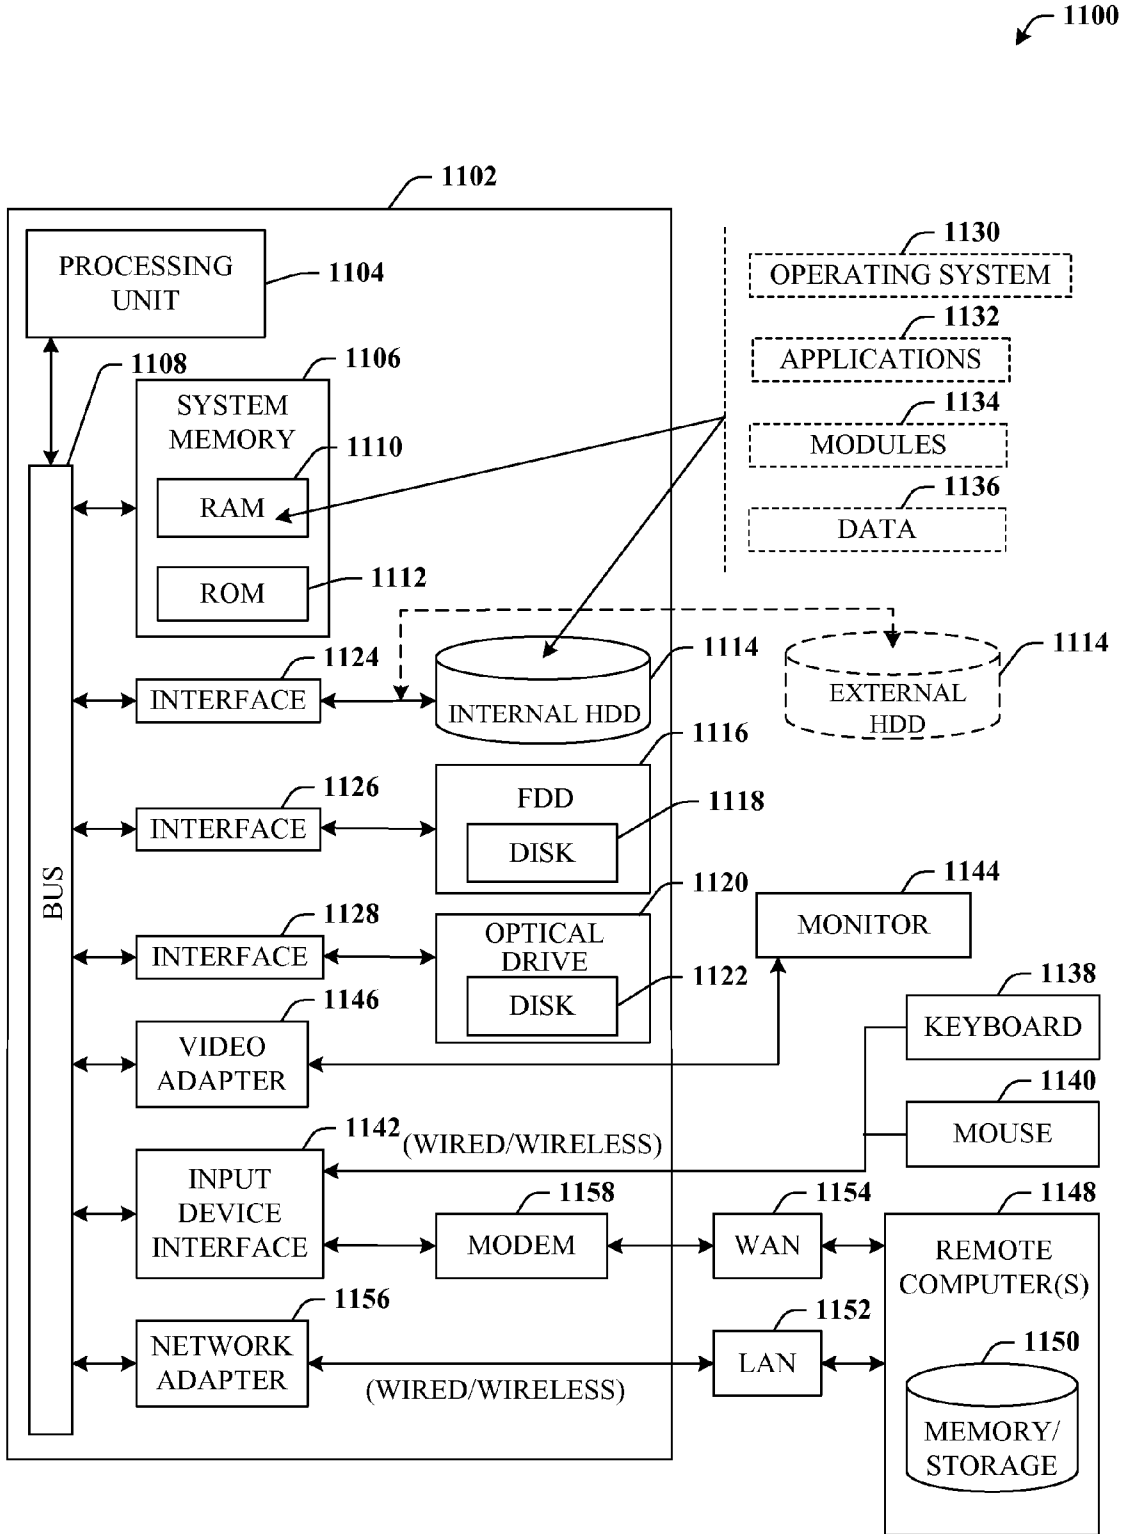 1100
1102
PROCESSING
UNIT
1104
1130
OPERATING SYSTEM
1132
APPLICATIONS
1134
MODULES
1136
DATA
1108
1106
SYSTEM
MEMORY
1110
RAM
1112
ROM
1124
INTERFACE
1114
INTERNAL HDD
1114
EXTERNAL
HDD
1116
FDD
1126
INTERFACE
1118
DISK
BUS
1120
OPTICAL
DRIVE
1128
INTERFACE
1122
DISK
1144
MONITOR
1138
KEYBOARD
1146
VIDEO
ADAPTER
1140
MOUSE
1142
(WIRED/WIRELESS)
INPUT
DEVICE
INTERFACE
1158
MODEM
1154
WAN
1148
REMOTE
COMPUTER(S)
1156
NETWORK
ADAPTER
(WIRED/WIRELESS)
1152
LAN
1150
MEMORY/
STORAGE